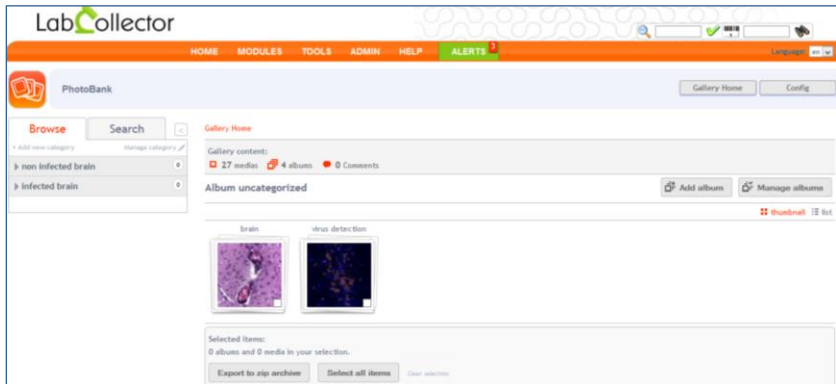 LabCollector
HOME MODULES TOOLS ADMIN HELP ALERTS 3 Language: en
PhotoBank Gallery Home Config
Browse Search
+ Add new category Manage category
non infected brain 0
infected brain 0
Gallery Home
Gallery content:
27 medias 4 albums 0 Comments
Album uncategorized Add album Manage albums
thumbnail list
brain virus detection
Selected items:
0 albums and 0 media in your selection.
Export to zip archive Select all items Clear selection